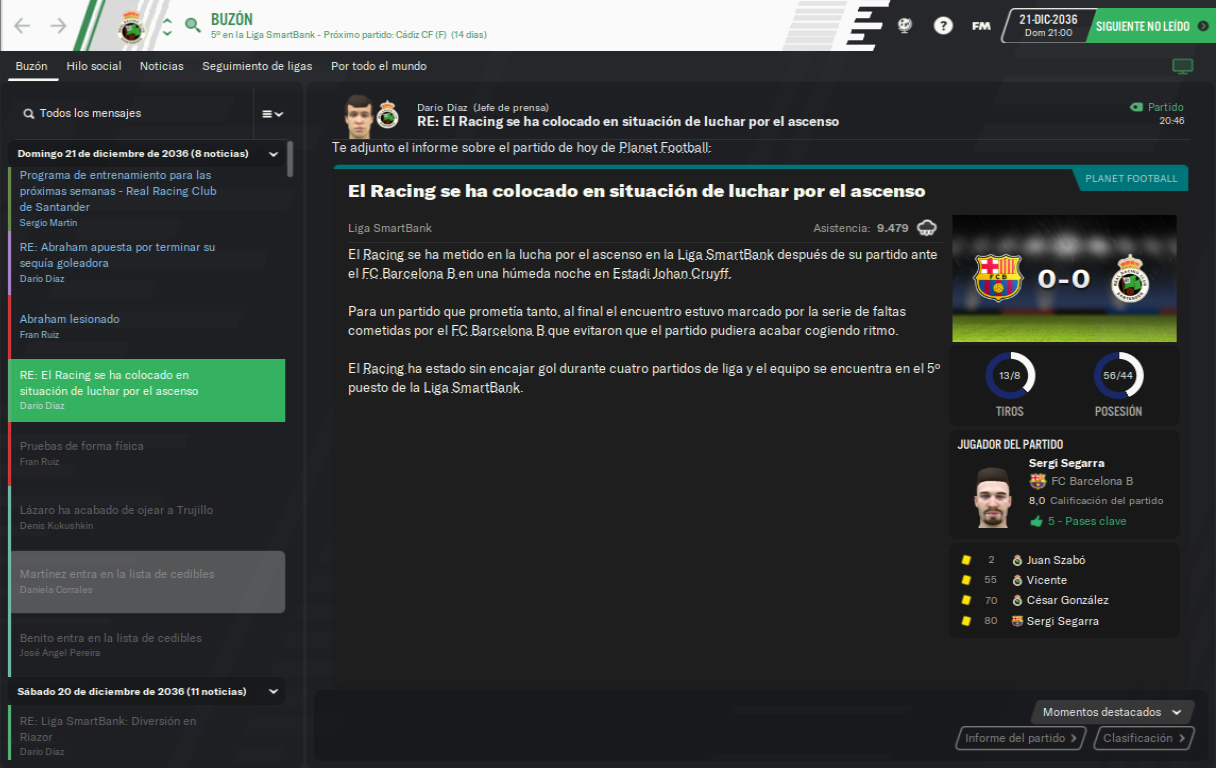 BUZÓN
5º en la Liga SmartBank - Próximo partido: Cádiz CF (F) (14 días)
?
FM
21-DIC-2036
Dom 21:00
SIGUIENTE NO LEÍDO
Buzón Hilo social Noticias Seguimiento de ligas Por todo el mundo
Todos los mensajes
Domingo 21 de diciembre de 2036 (8 noticias)
Programa de entrenamiento para las
próximas semanas - Real Racing Club
de Santander
Sergio Martín
RE: Abraham apuesta por terminar su
sequía goleadora
Darío Díaz
Abraham lesionado
Fran Ruiz
RE: El Racing se ha colocado en
situación de luchar por el ascenso
Darío Díaz
Pruebas de forma física
Fran Ruiz
Lázaro ha acabado de ojear a Trujillo
Denis Kukushkin
Martínez entra en la lista de cedibles
Daniela Corrales
Benito entra en la lista de cedibles
José Ángel Pereira
Sábado 20 de diciembre de 2036 (11 noticias)
RE: Liga SmartBank: Diversión en
Riazor
Darío Díaz
Darío Díaz (Jefe de prensa)
RE: El Racing se ha colocado en situación de luchar por el ascenso
Partido
20:46
Te adjunto el informe sobre el partido de hoy de Planet Football:
PLANET FOOTBALL
El Racing se ha colocado en situación de luchar por el ascenso
Liga SmartBank
Asistencia: 9.479
El Racing se ha metido en la lucha por el ascenso en la Liga SmartBank después de su partido ante
el FC Barcelona B en una húmeda noche en Estadi Johan Cruyff.
Para un partido que prometía tanto, al final el encuentro estuvo marcado por la serie de faltas
cometidas por el FC Barcelona B que evitaron que el partido pudiera acabar cogiendo ritmo.
El Racing ha estado sin encajar gol durante cuatro partidos de liga y el equipo se encuentra en el 5º
puesto de la Liga SmartBank.
FCB
0-0
13/8
56/44
TIROS
POSESIÓN
JUGADOR DEL PARTIDO
Sergi Segarra
FC Barcelona B
8,0 Calificación del partido
5 - Pases clave
2 Juan Szabó
55 Vicente
70 César González
80 Sergi Segarra
Momentos destacados
Informe del partido
Clasificación